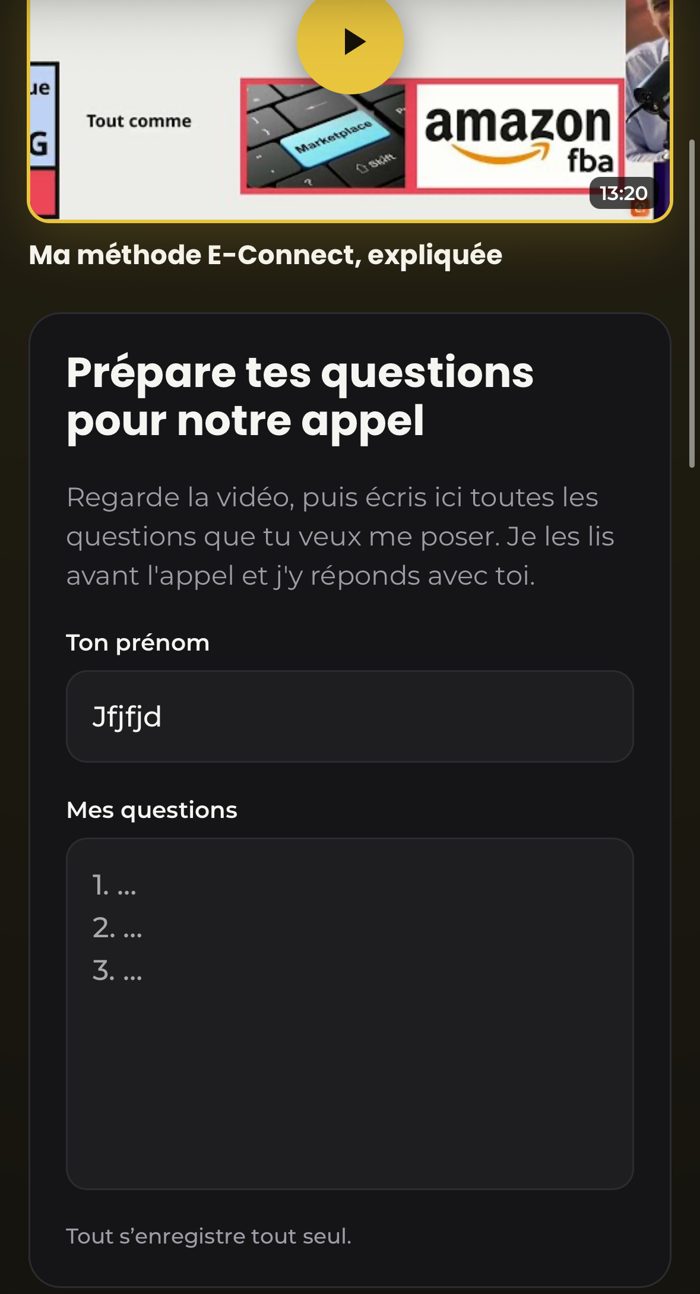 ue
G
Tout comme
Marketplace
Shift
amazon
fba
13:20
Ma méthode E-Connect, expliquée
Prépare tes questions
pour notre appel
Regarde la vidéo, puis écris ici toutes les
questions que tu veux me poser. Je les lis
avant l'appel et j'y réponds avec toi.
Ton prénom
Jfjfjd
Mes questions
1. ...
2. ...
3. ...
Tout s’enregistre tout seul.